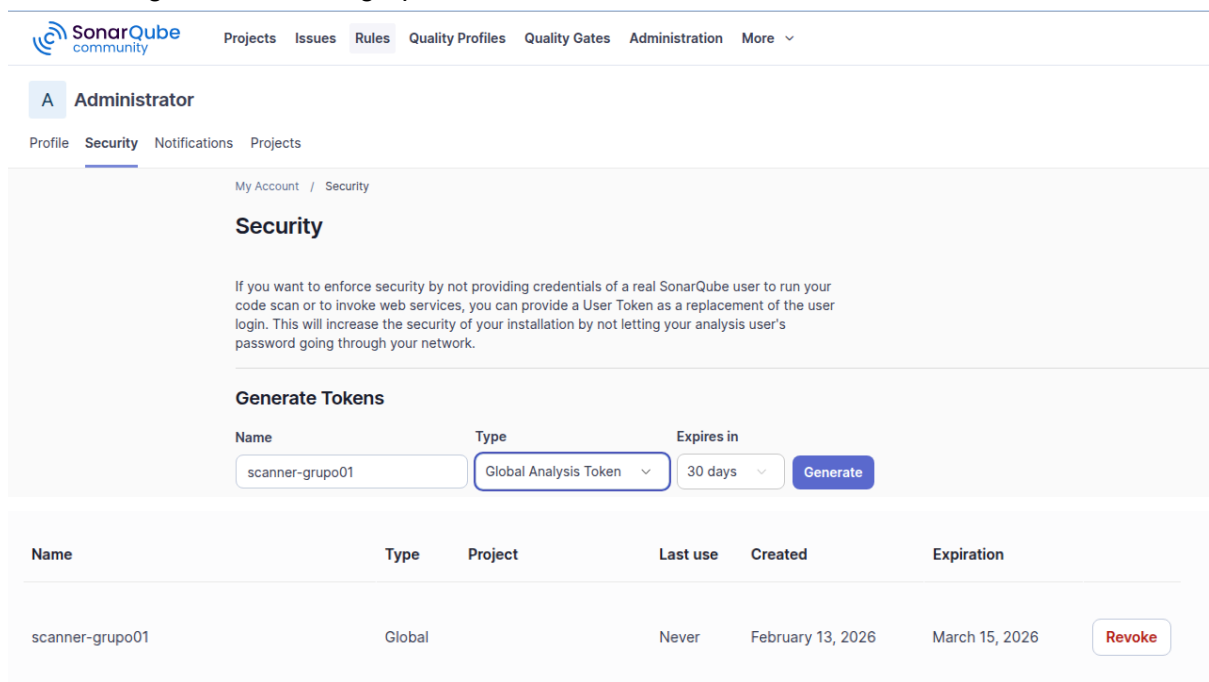 SonarQube
community
Projects Issues Rules Quality Profiles Quality Gates Administration More
A Administrator
Profile Security Notifications Projects
My Account / Security
Security
If you want to enforce security by not providing credentials of a real SonarQube user to run your
code scan or to invoke web services, you can provide a User Token as a replacement of the user
login. This will increase the security of your installation by not letting your analysis user's
password going through your network.
Generate Tokens
Name Type Expires in
scanner-grupo01 Global Analysis Token 30 days Generate
Name Type Project Last use Created Expiration
scanner-grupo01 Global Never February 13, 2026 March 15, 2026 Revoke